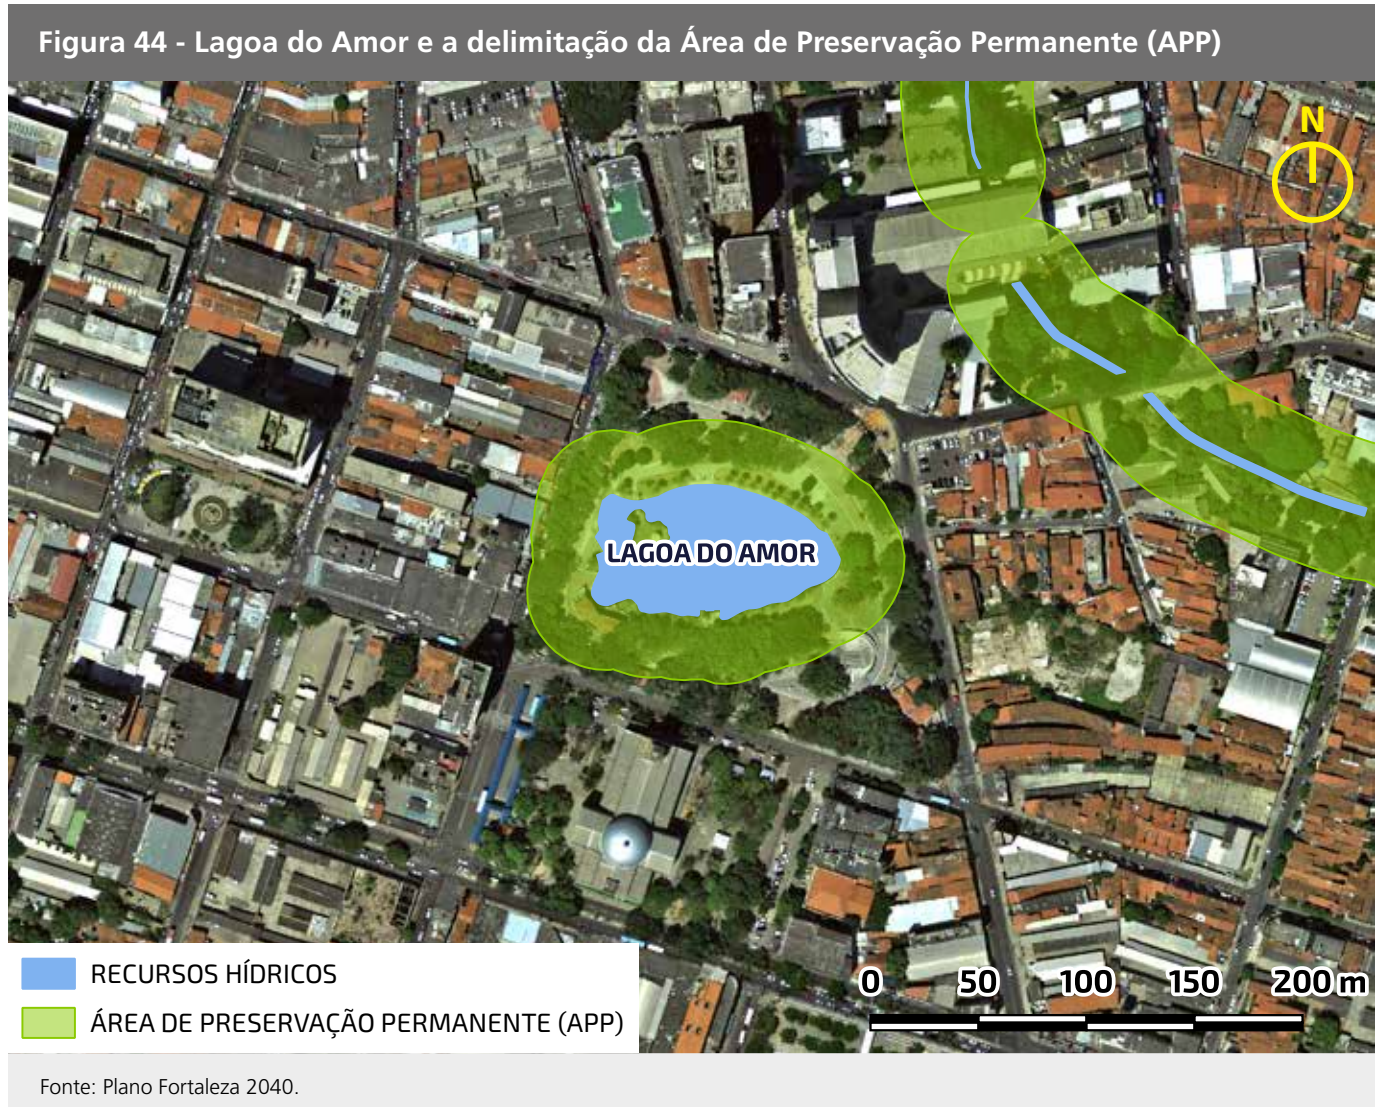 Figura 44 - Lagoa do Amor e a delimitação da Área de Preservação Permanente (APP)
N
LAGOA DO AMOR
RECURSOS HÍDRICOS
ÁREA DE PRESERVAÇÃO PERMANENTE (APP)
0 50 100 150 200 m
Fonte: Plano Fortaleza 2040.